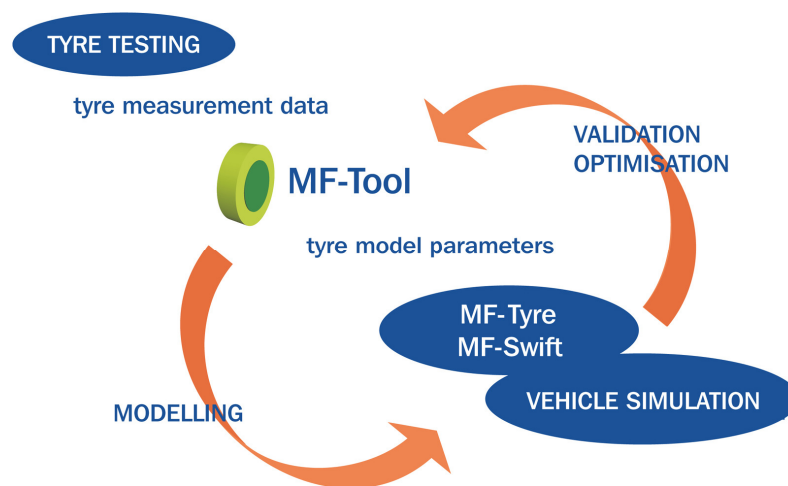 TYRE TESTING
tyre measurement data
VALIDATION
OPTIMISATION
MF-Tool
tyre model parameters
MF-Tyre
MF-Swift
VEHICLE SIMULATION
MODELLING